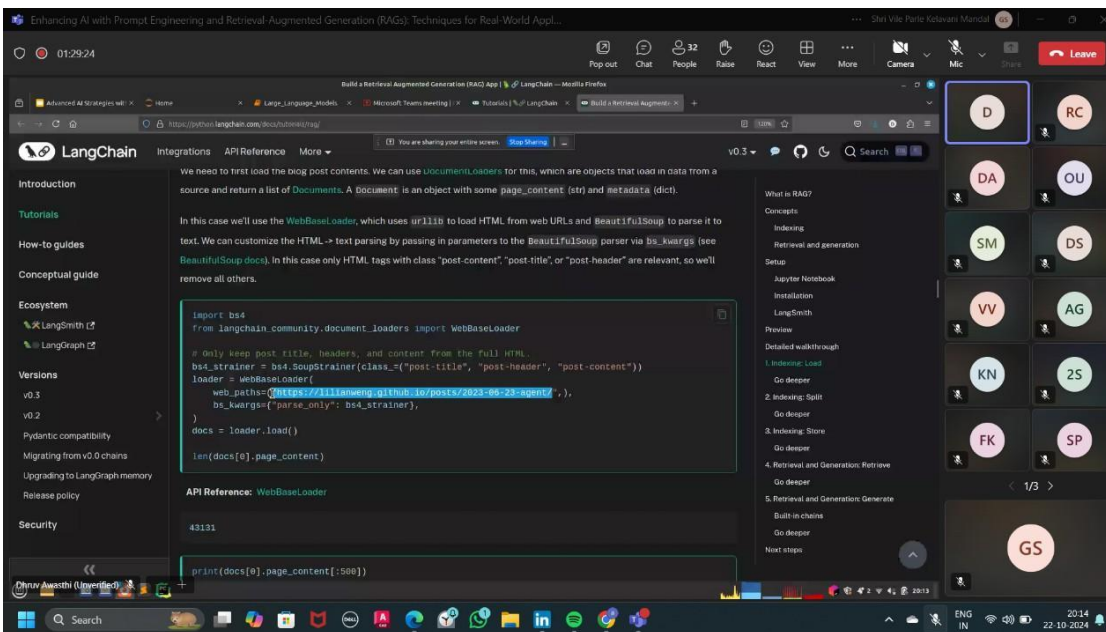 Enhancing AI with Prompt Engineering and Retrieval-Augmented Generation (RAGs): Techniques for Real-World Appl...
Shri Vile Parle Kelavani Mandal GS
01:29:24
Pop out Chat 32 People Raise React View More Camera Mic Share Leave
Build a Retrieval Augmented Generation (RAG) App | LangChain — Mozilla Firefox
Advanced AI Strategies wit
Home
Large_Language_Models
Microsoft Teams meeting |
Tutorials | LangChain
Build a Retrieval Augmenta
https://python.langchain.com/docs/tutorials/rag/
120%
You are sharing your entire screen. Stop Sharing
LangChain Integrations API Reference More v0.3 Search
Introduction
Tutorials
How-to guides
Conceptual guide
Ecosystem
LangSmith
LangGraph
Versions
v0.3
v0.2
Pydantic compatibility
Migrating from v0.0 chains
Upgrading to LangGraph memory
Release policy
Security
We need to first load the blog post contents. We can use DocumentLoaders for this, which are objects that load in data from a
source and return a list of Documents. A Document is an object with some page_content (str) and metadata (dict).
In this case we'll use the WebBaseLoader, which uses urllib to load HTML from web URLs and BeautifulSoup to parse it to
text. We can customize the HTML -> text parsing by passing in parameters to the BeautifulSoup parser via bs_kwargs (see
BeautifulSoup docs). In this case only HTML tags with class "post-content", "post-title", or "post-header" are relevant, so we'll
remove all others.
import bs4
from langchain_community.document_loaders import WebBaseLoader
# Only keep post title, headers, and content from the full HTML.
bs4_strainer = bs4.SoupStrainer(class_=("post-title", "post-header", "post-content"))
loader = WebBaseLoader(
web_paths=("https://lilianweng.github.io/posts/2023-06-23-agent/",),
bs_kwargs={"parse_only": bs4_strainer},
)
docs = loader.load()
len(docs[0].page_content)
API Reference: WebBaseLoader
43131
print(docs[0].page_content[:500])
What is RAG?
Concepts
Indexing
Retrieval and generation
Setup
Jupyter Notebook
Installation
LangSmith
Preview
Detailed walkthrough
1. Indexing: Load
Go deeper
2. Indexing: Split
Go deeper
3. Indexing: Store
Go deeper
4. Retrieval and Generation: Retrieve
Go deeper
5. Retrieval and Generation: Generate
Built-in chains
Go deeper
Next steps
D RC
DA OU
SM DS
VV AG
KN 2S
FK SP
1/3
GS
Dhruv Awasthi (Unverified)
20:13
Search
ENG
IN
20:14
22-10-2024